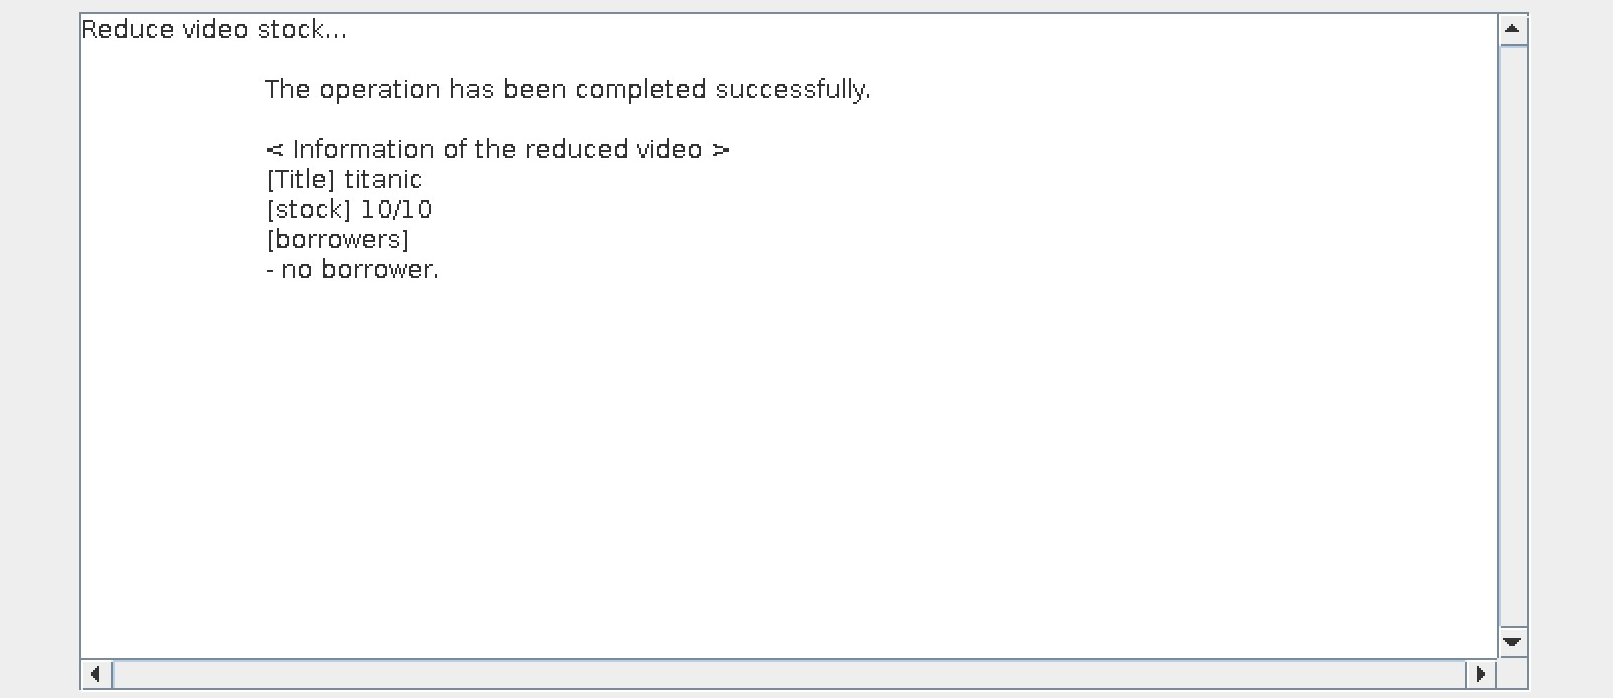 Reduce video stock...
The operation has been completed successfully.
< Information of the reduced video >
[Title] titanic
[stock] 10/10
[borrowers]
- no borrower.